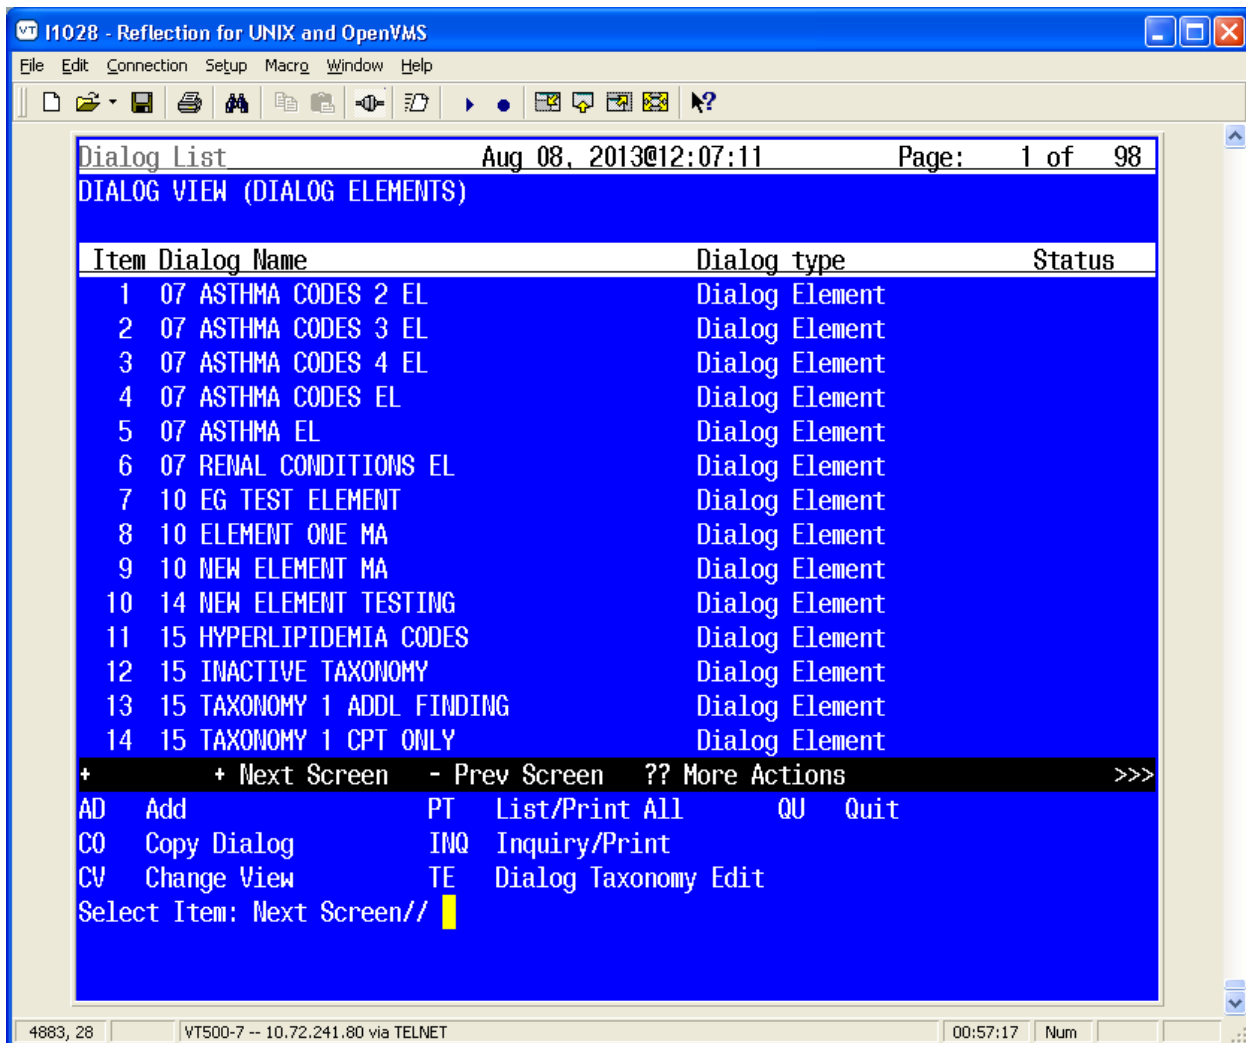 I1028 - Reflection for UNIX and OpenVMS
File Edit Connection Setup Macro Window Help
Dialog List Aug 08, 2013@12:07:11 Page: 1 of 98
DIALOG VIEW (DIALOG ELEMENTS)
Item Dialog Name Dialog type Status
1 07 ASTHMA CODES 2 EL Dialog Element
2 07 ASTHMA CODES 3 EL Dialog Element
3 07 ASTHMA CODES 4 EL Dialog Element
4 07 ASTHMA CODES EL Dialog Element
5 07 ASTHMA EL Dialog Element
6 07 RENAL CONDITIONS EL Dialog Element
7 10 EG TEST ELEMENT Dialog Element
8 10 ELEMENT ONE MA Dialog Element
9 10 NEW ELEMENT MA Dialog Element
10 14 NEW ELEMENT TESTING Dialog Element
11 15 HYPERLIPIDEMIA CODES Dialog Element
12 15 INACTIVE TAXONOMY Dialog Element
13 15 TAXONOMY 1 ADDL FINDING Dialog Element
14 15 TAXONOMY 1 CPT ONLY Dialog Element
+ + Next Screen - Prev Screen ?? More Actions >>>
AD Add PT List/Print All QU Quit
CO Copy Dialog INQ Inquiry/Print
CV Change View TE Dialog Taxonomy Edit
Select Item: Next Screen//
4883, 28 VT500-7 -- 10.72.241.80 via TELNET 00:57:17 Num